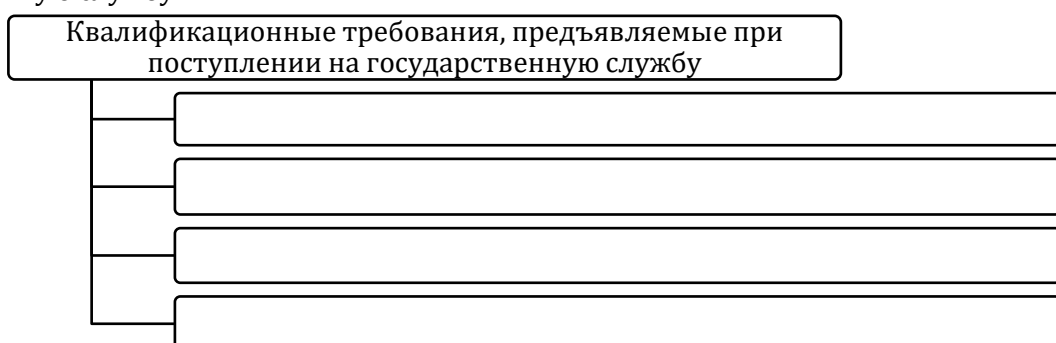 Квалификационные требования, предъявляемые при
поступлении на государственную службу